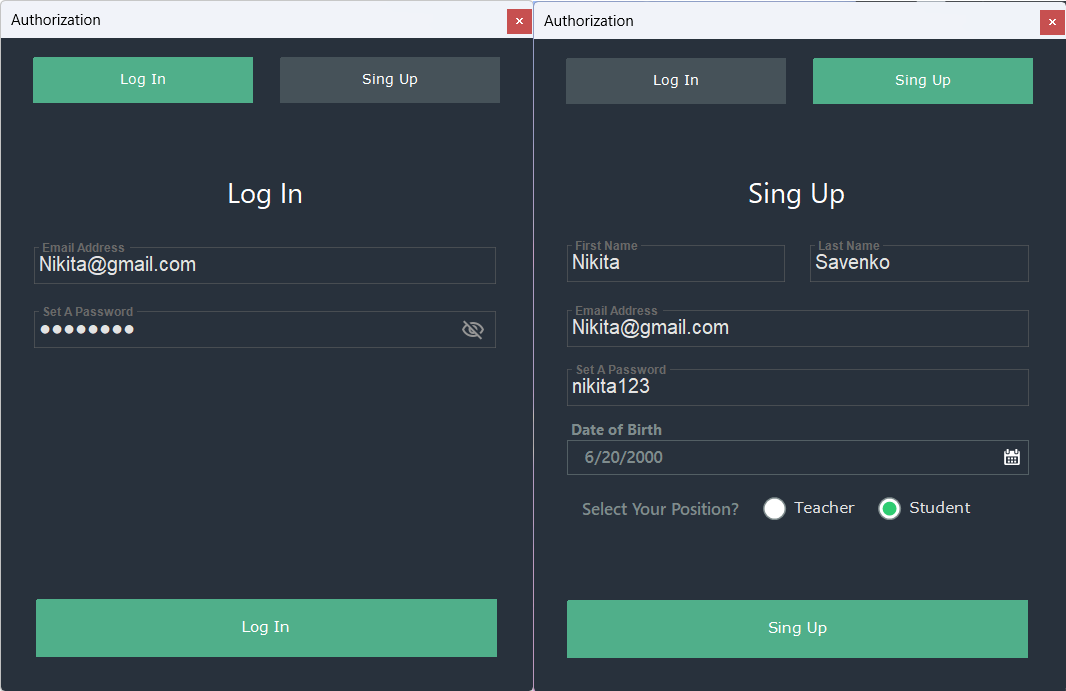 Authorization
Log In
Sing Up
Log In
Email Address
Nikita@gmail.com
Set A Password
●●●●●●●●
Log In
Authorization
Log In
Sing Up
Sing Up
First Name
Nikita
Last Name
Savenko
Email Address
Nikita@gmail.com
Set A Password
nikita123
Date of Birth
6/20/2000
Select Your Position?
Teacher
Student
Sing Up